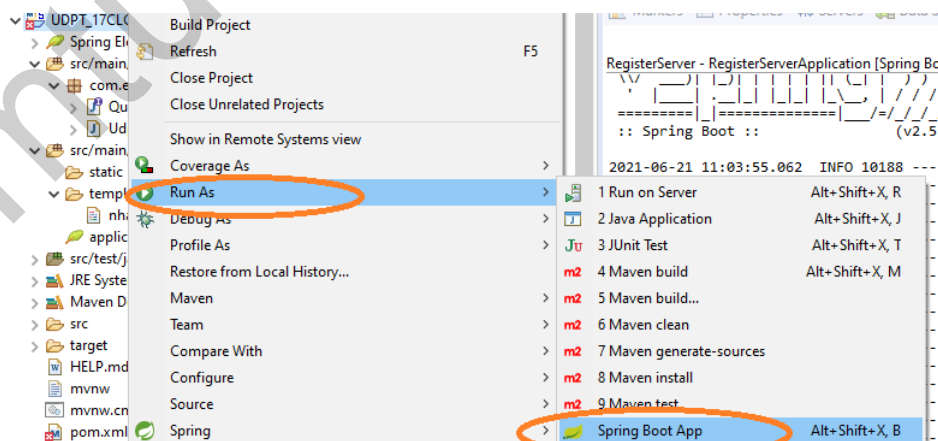 UDPT_17CL
Spring El
src/main
com.e
Qu
Ud
src/main
static
templ
nh
applic
src/test/j
JRE Syste
Maven D
src
target
HELP.md
mvnw
mvnw.cn
pom.xml
Build Project
Refresh F5
Close Project
Close Unrelated Projects
Show in Remote Systems view
Coverage As
Run As
Debug As
Profile As
Restore from Local History...
Maven
Team
Compare With
Configure
Source
Spring
1 Run on Server Alt+Shift+X, R
2 Java Application Alt+Shift+X, J
3 JUnit Test Alt+Shift+X, T
4 Maven build Alt+Shift+X, M
5 Maven build...
6 Maven clean
7 Maven generate-sources
8 Maven install
9 Maven test
Spring Boot App Alt+Shift+X, B
Markers Properties Servers Data S
RegisterServer - RegisterServerApplication [Spring Bo
:: Spring Boot :: (v2.5
2021-06-21 11:03:55.062 INFO 10188 ---